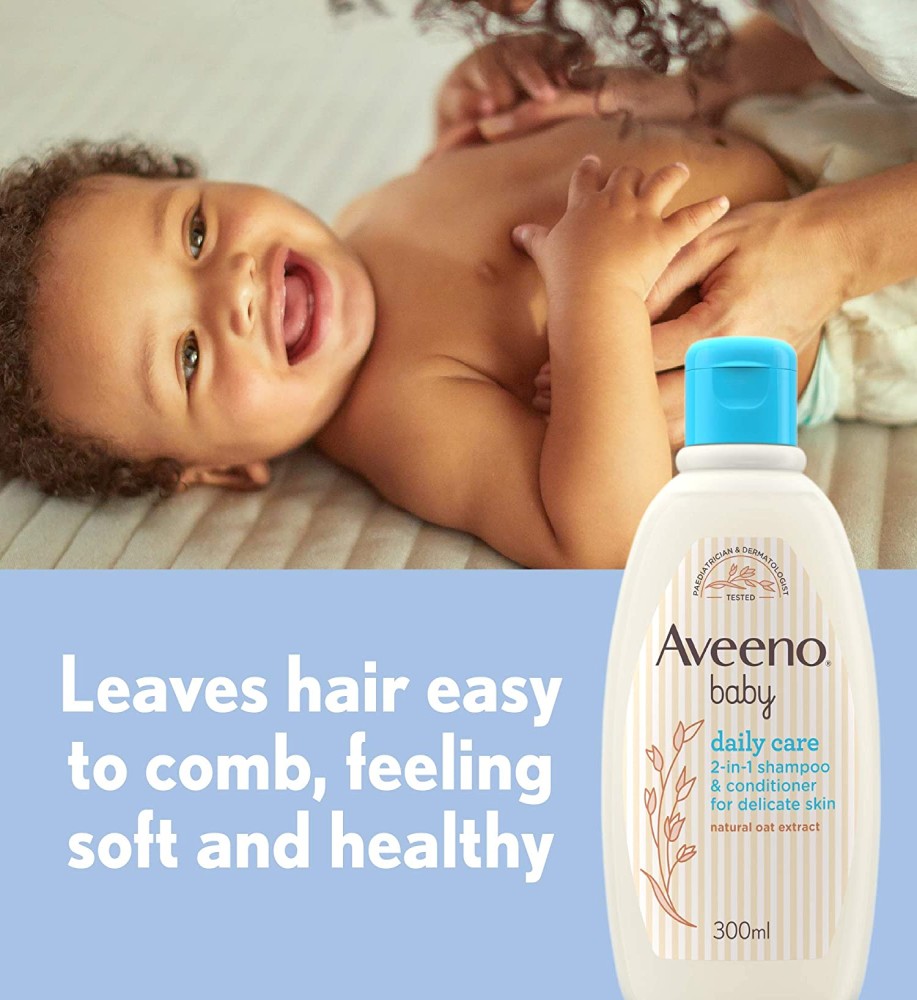 Leaves hair easy
to comb, feeling
soft and healthy
PAEDIATRICIAN & DERMATOLOGIST
TESTED
Aveeno®
baby
daily care
2-in-1 shampoo
& conditioner
for delicate skin
natural oat extract
300ml